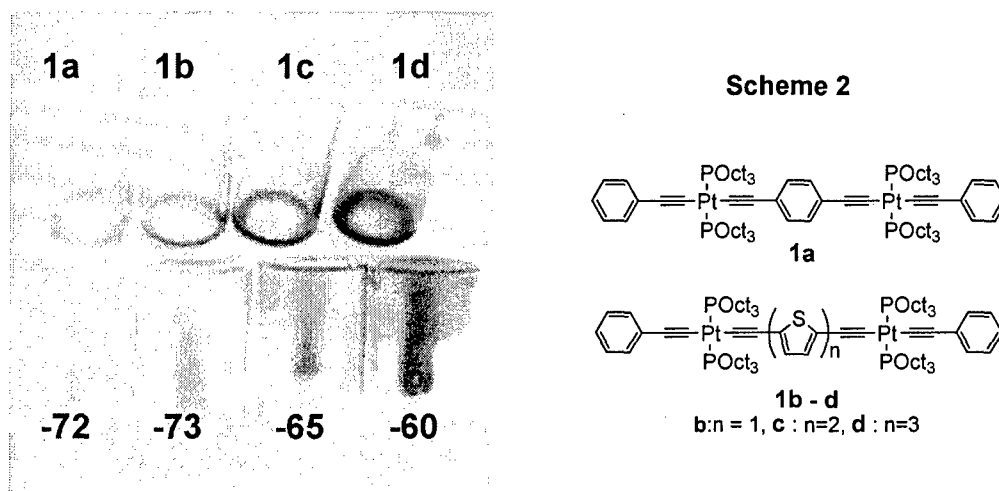 1a 1b 1c 1d
-72 -73 -65 -60
Scheme 2
POct3 POct3
Pt Pt
POct3 POct3
1a
POct3 POct3
S
Pt Pt
n
POct3 POct3
1b - d
b:n = 1, c : n=2, d : n=3